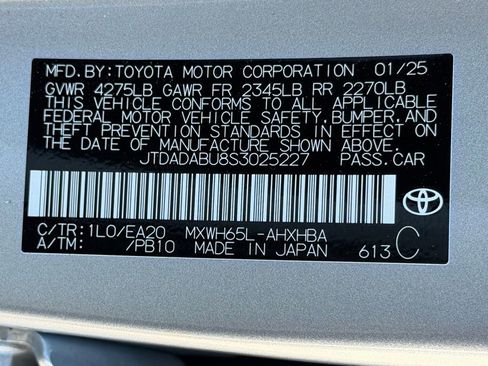 MFD.BY:TOYOTA MOTOR CORPORATION 01/25
GVWR 4275LB GAWR FR 2345LB RR 2270LB
THIS VEHICLE CONFORMS TO ALL APPLICABLE
FEDERAL MOTOR VEHICLE SAFETY,BUMPER,AND
THEFT PREVENTION STANDARDS IN EFFECT ON
THE DATE OF MANUFACTURE SHOWN ABOVE.
JTDADABU8S3025227 PASS.CAR
C/TR:1L0/EA20 MXWH65L-AHXHBA
A/TM: /PB10 MADE IN JAPAN 613 C